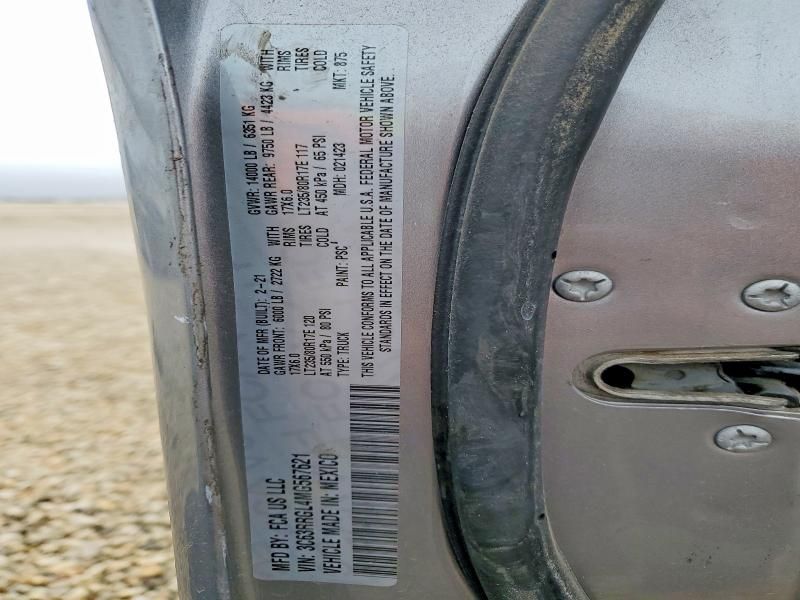 MFD BY: FCA US LLC
DATE OF MFR (BUILT): 2-21
GVWR: 14000 LB / 6351 KG
GAWR FRONT: 6000 LB / 2722 KG WITH
17X6.0 RIMS
LT235/80R17E 120 TIRES
AT 550 kPa / 80 PSI COLD
GAWR REAR: 9750 LB / 4423 KG WITH
17X6.0 RIMS
LT235/80R17E 117 TIRES
AT 450 kPa / 65 PSI COLD
VIN: 3C63RRGL4MG567621
TYPE: TRUCK PAINT: PSC MDH: 021423 MKT: 875
VEHICLE MADE IN: MEXICO
THIS VEHICLE CONFORMS TO ALL APPLICABLE U.S.A. FEDERAL MOTOR VEHICLE SAFETY
STANDARDS IN EFFECT ON THE DATE OF MANUFACTURE SHOWN ABOVE.